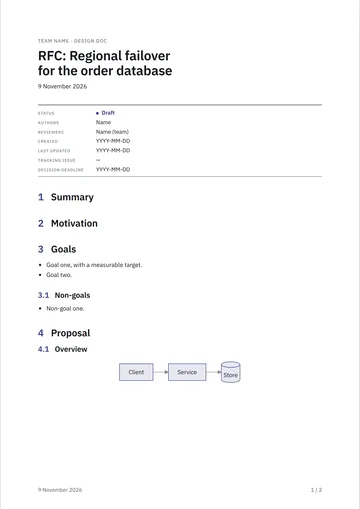 TEAM NAME · DESIGN DOC
RFC: Regional failover
for the order database
9 November 2026
STATUS ● Draft
AUTHORS Name
REVIEWERS Name (team)
CREATED YYYY-MM-DD
LAST UPDATED YYYY-MM-DD
TRACKING ISSUE —
DECISION DEADLINE YYYY-MM-DD
1 Summary
2 Motivation
3 Goals
• Goal one, with a measurable target.
• Goal two.
3.1 Non-goals
• Non-goal one.
4 Proposal
4.1 Overview
Client Service Store
9 November 2026 1 / 2